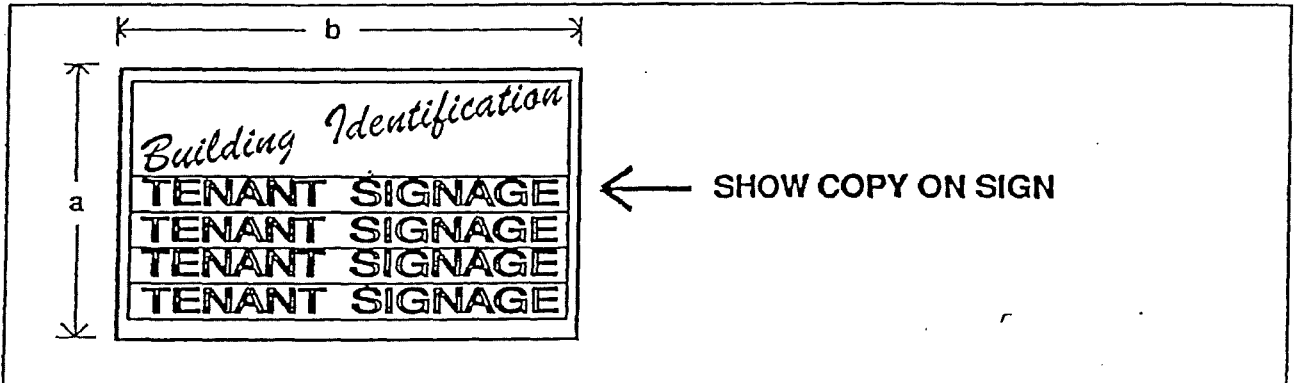 b
Building Identification
a
TENANT SIGNAGE
SHOW COPY ON SIGN
TENANT SIGNAGE
TENANT SIGNAGE
TENANT SIGNAGE